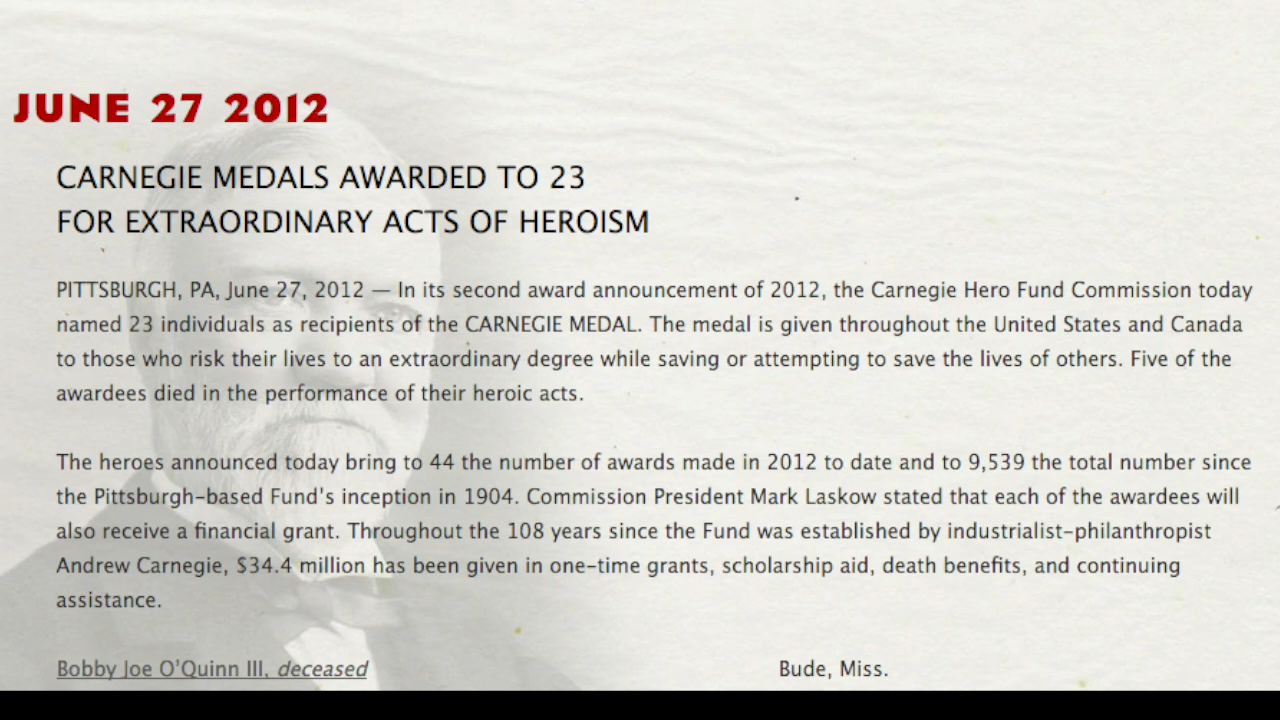 JUNE 27 2012
CARNEGIE MEDALS AWARDED TO 23
FOR EXTRAORDINARY ACTS OF HEROISM
PITTSBURGH, PA, June 27, 2012 — In its second award announcement of 2012, the Carnegie Hero Fund Commission today
named 23 individuals as recipients of the CARNEGIE MEDAL. The medal is given throughout the United States and Canada
to those who risk their lives to an extraordinary degree while saving or attempting to save the lives of others. Five of the
awardees died in the performance of their heroic acts.
The heroes announced today bring to 44 the number of awards made in 2012 to date and to 9,539 the total number since
the Pittsburgh-based Fund's inception in 1904. Commission President Mark Laskow stated that each of the awardees will
also receive a financial grant. Throughout the 108 years since the Fund was established by industrialist-philanthropist
Andrew Carnegie, $34.4 million has been given in one-time grants, scholarship aid, death benefits, and continuing
assistance.
Bobby Joe O'Quinn III, deceased Bude, Miss.